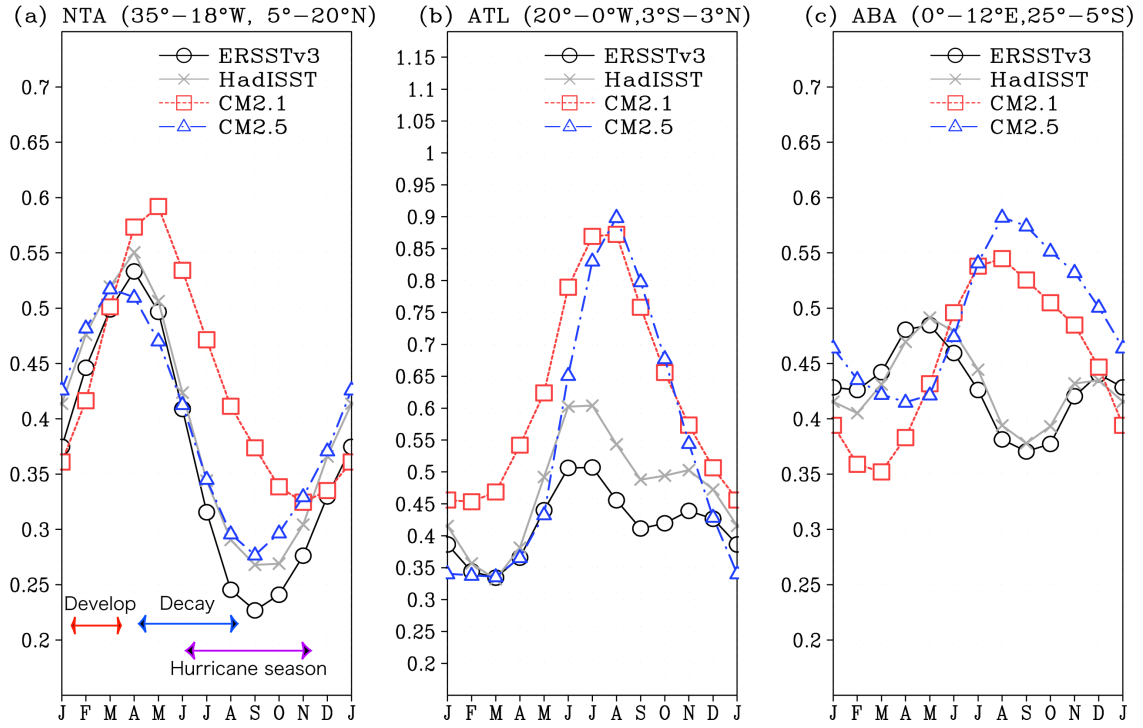 (a) NTA (35°−18°W, 5°−20°N)
ERSSTv3
HadISST
CM2.1
CM2.5
0.7
0.65
0.6
0.55
0.5
0.45
0.4
0.35
0.3
0.25
0.2
Develop
Decay
Hurricane season
J F M A M J J A S O N D J
(b) ATL (20°−0°W,3°S−3°N)
ERSSTv3
HadISST
CM2.1
CM2.5
1.15
1.1
1.05
1
0.95
0.9
0.85
0.8
0.75
0.7
0.65
0.6
0.55
0.5
0.45
0.4
0.35
0.3
0.25
0.2
J F M A M J J A S O N D J
(c) ABA (0°−12°E,25°−5°S)
ERSSTv3
HadISST
CM2.1
CM2.5
0.7
0.65
0.6
0.55
0.5
0.45
0.4
0.35
0.3
0.25
0.2
J F M A M J J A S O N D J